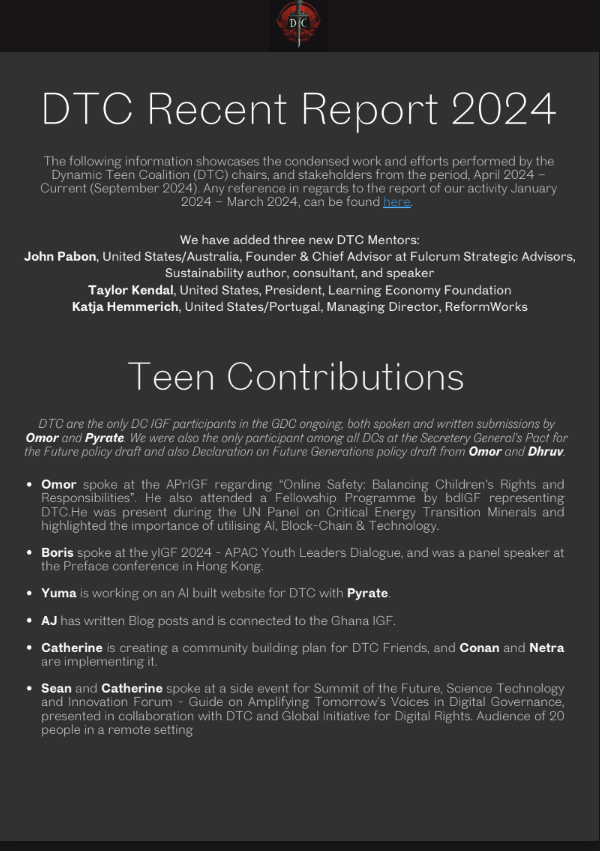 DTC
DTC Recent Report 2024
The following information showcases the condensed work and efforts performed by the
Dynamic Teen Coalition (DTC) chairs, and stakeholders from the period, April 2024 –
Current (September 2024). Any reference in regards to the report of our activity January
2024 – March 2024, can be found here.
We have added three new DTC Mentors:
John Pabon, United States/Australia, Founder & Chief Advisor at Fulcrum Strategic Advisors,
Sustainability author, consultant, and speaker
Taylor Kendal, United States, President, Learning Economy Foundation
Katja Hemmerich, United States/Portugal, Managing Director, ReformWorks
Teen Contributions
DTC are the only DC IGF participants in the GDC ongoing, both spoken and written submissions by
Omor and Pyrate. We were also the only participant among all DCs at the Secretery General's Pact for
the Future policy draft and also Declaration on Future Generations policy draft from Omor and Dhruv.
• Omor spoke at the APrIGF regarding “Online Safety: Balancing Children's Rights and
Responsibilities”. He also attended a Fellowship Programme by bdIGF representing
DTC.He was present during the UN Panel on Critical Energy Transition Minerals and
highlighted the importance of utilising AI, Block-Chain & Technology.
• Boris spoke at the yIGF 2024 - APAC Youth Leaders Dialogue, and was a panel speaker at
the Preface conference in Hong Kong.
• Yuma is working on an AI built website for DTC with Pyrate.
• AJ has written Blog posts and is connected to the Ghana IGF.
• Catherine is creating a community building plan for DTC Friends, and Conan and Netra
are implementing it.
• Sean and Catherine spoke at a side event for Summit of the Future, Science Technology
and Innovation Forum - Guide on Amplifying Tomorrow's Voices in Digital Governance,
presented in collaboration with DTC and Global Initiative for Digital Rights. Audience of 20
people in a remote setting